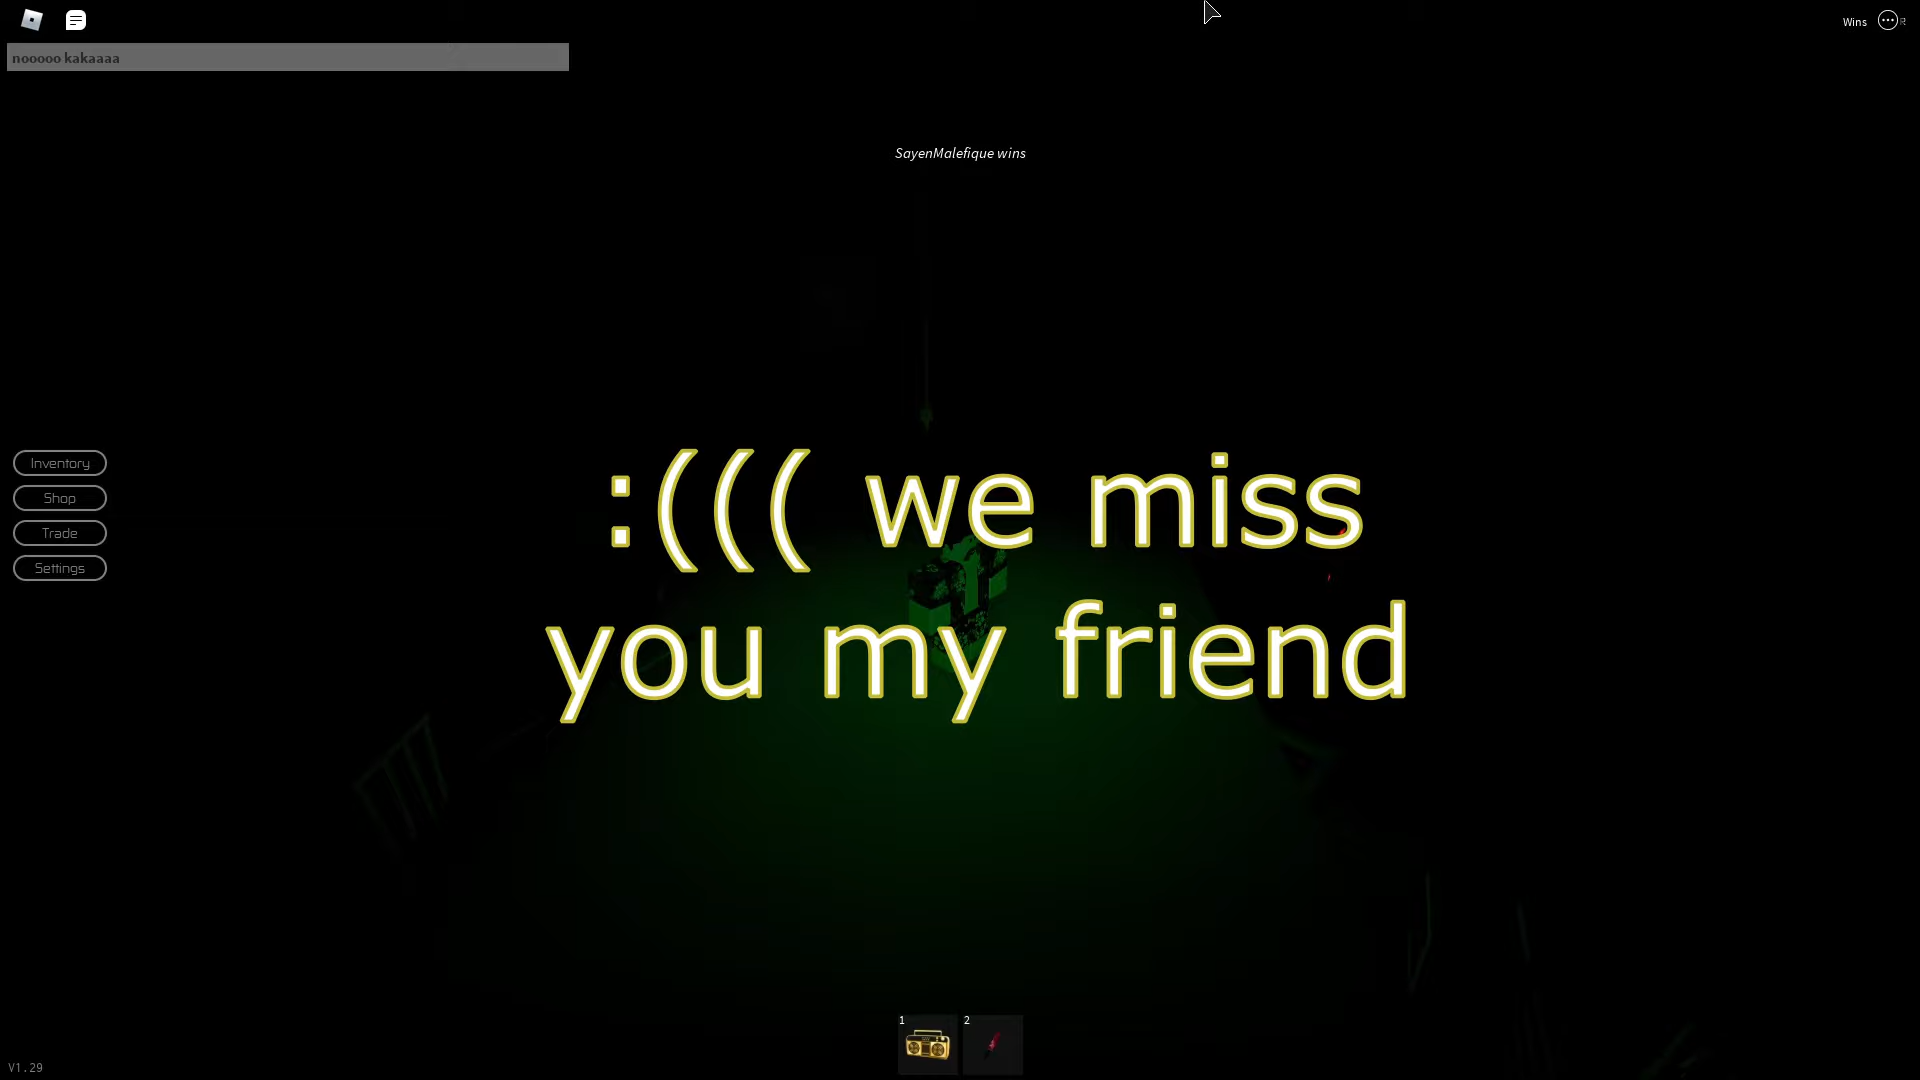 Wins
nooooo kakaaaa
SayenMalefique wins
:((( we miss
you my friend
Inventory
Shop
Trade
Settings
1 2
V1.29